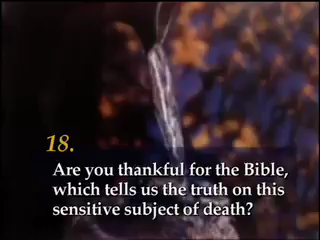 18.
Are you thankful for the Bible,
which tells us the truth on this
sensitive subject of death?